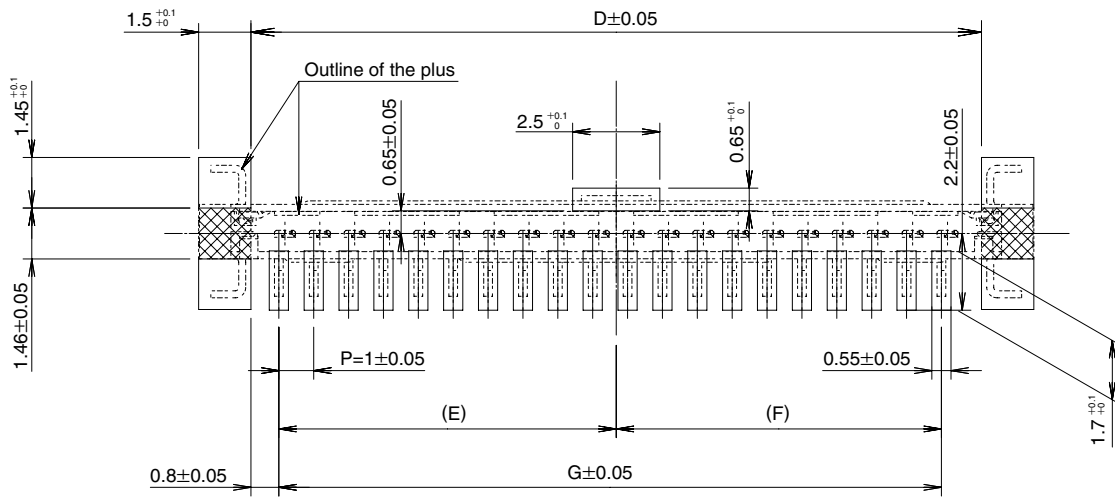 1.5 +0.1 +0
D±0.05
Outline of the plus
1.45 +0.1 +0
0.65±0.05
2.5 +0.1 0
0.65 +0.1 0
2.2±0.05
1.46±0.05
P=1±0.05
0.55±0.05
1.7 +0.1 +0
(E)
(F)
0.8±0.05
G±0.05